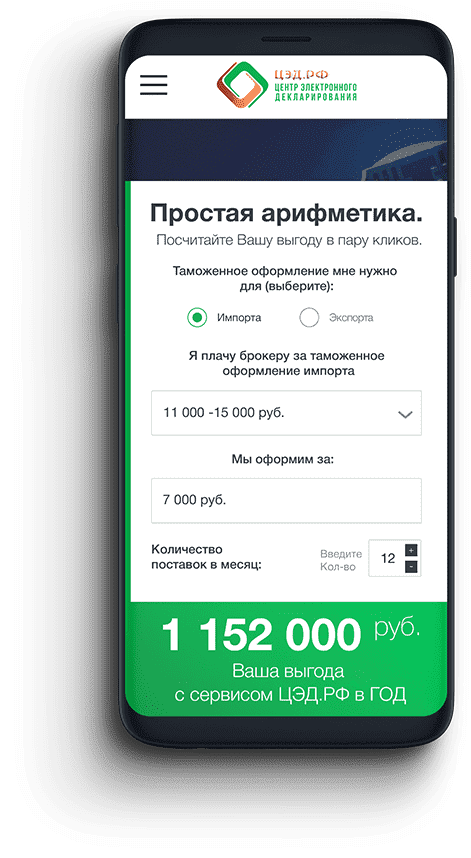 ЦЭД.РФ
ЦЕНТР ЭЛЕКТРОННОГО
ДЕКЛАРИРОВАНИЯ
Простая арифметика.
Посчитайте Вашу выгоду в пару кликов.
Таможенное оформление мне нужно
для (выберите):
Импорта Экспорта
Я плачу брокеру за таможенное
оформление импорта
11 000 -15 000 руб.
Мы оформим за:
7 000 руб.
Количество
поставок в месяц:
Введите
Кол-во
12
+
-
1 152 000 руб.
Ваша выгода
с сервисом ЦЭД.РФ в ГОД